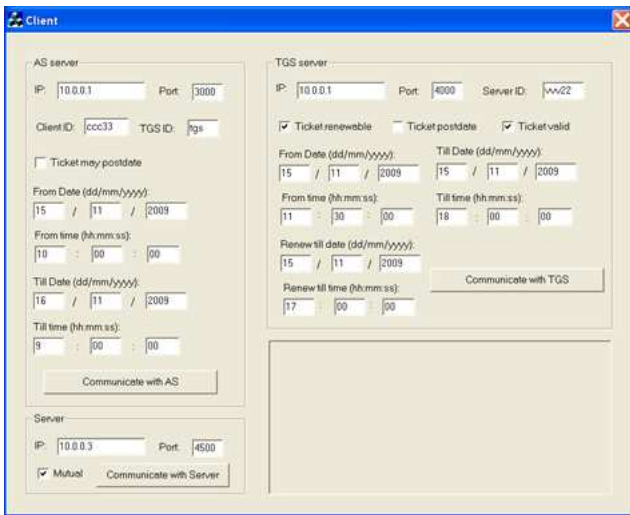 Client
AS server
IP: 10.0.0.1 Port: 3000
Client ID: ccc33 TGS ID: tgs
Ticket may postdate
From Date (dd/mm/yyyy):
15 / 11 / 2009
From time (hh:mm:ss):
10 : 00 : 00
Till Date (dd/mm/yyyy):
16 / 11 / 2009
Till time (hh:mm:ss):
9 : 00 : 00
Communicate with AS
Server
IP: 10.0.0.3 Port: 4500
Mutual Communicate with Server
TGS server
IP: 10.0.0.1 Port: 4000 Server ID:
Ticket renewable Ticket postdate Ticket valid
From Date (dd/mm/yyyy): Till Date (dd/mm/yyyy):
15 / 11 / 2009 15 / 11 / 2009
From time (hh:mm:ss): Till time (hh:mm:ss):
11 : 30 : 00 18 : 00 : 00
Renew till date (dd/mm/yyyy):
15 / 11 / 2009
Communicate with TGS
Renew till time (hh:mm:ss):
17 : 00 : 00